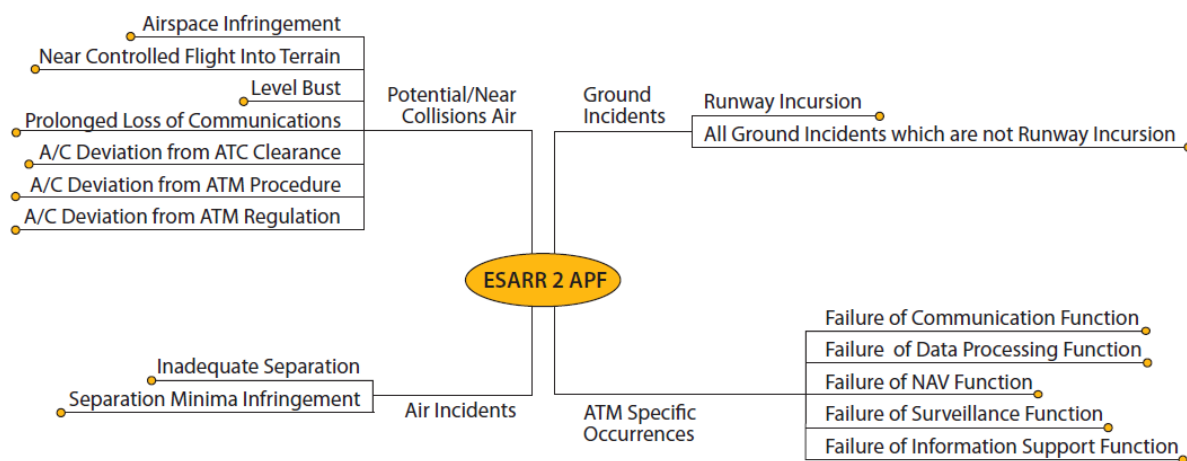 Airspace Infringement
Near Controlled Flight Into Terrain
Level Bust
Prolonged Loss of Communications
A/C Deviation from ATC Clearance
A/C Deviation from ATM Procedure
A/C Deviation from ATM Regulation
Potential/Near
Collisions Air
Ground
Incidents
Runway Incursion
All Ground Incidents which are not Runway Incursion
ESARR 2 APF
Inadequate Separation
Separation Minima Infringement
Air Incidents
ATM Specific
Occurrences
Failure of Communication Function
Failure of Data Processing Function
Failure of NAV Function
Failure of Surveillance Function
Failure of Information Support Function